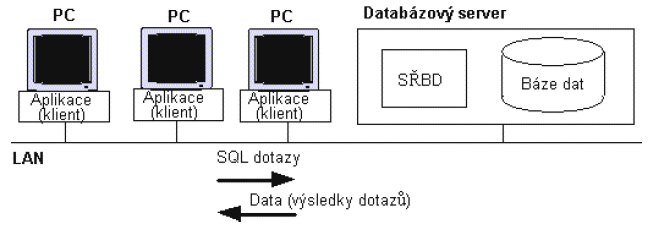 PC
PC
PC
Databázový server
Aplikace
(klient)
Aplikace
(klient)
Aplikace
(klient)
SŘBD
Báze dat
LAN
SQL dotazy
Data (výsledky dotazů)